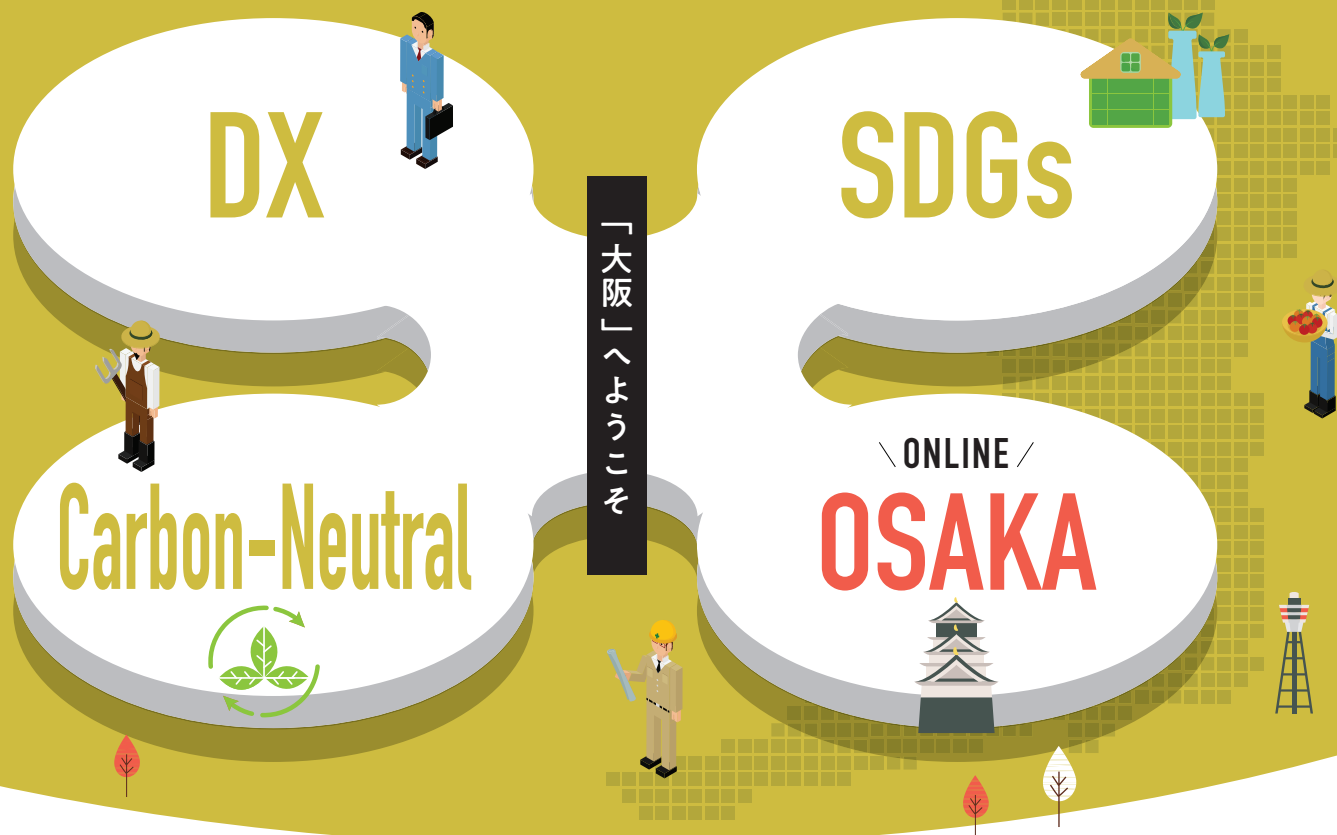 DX
SDGs
「大阪」へようこそ
Carbon-Neutral
\ ONLINE /
OSAKA